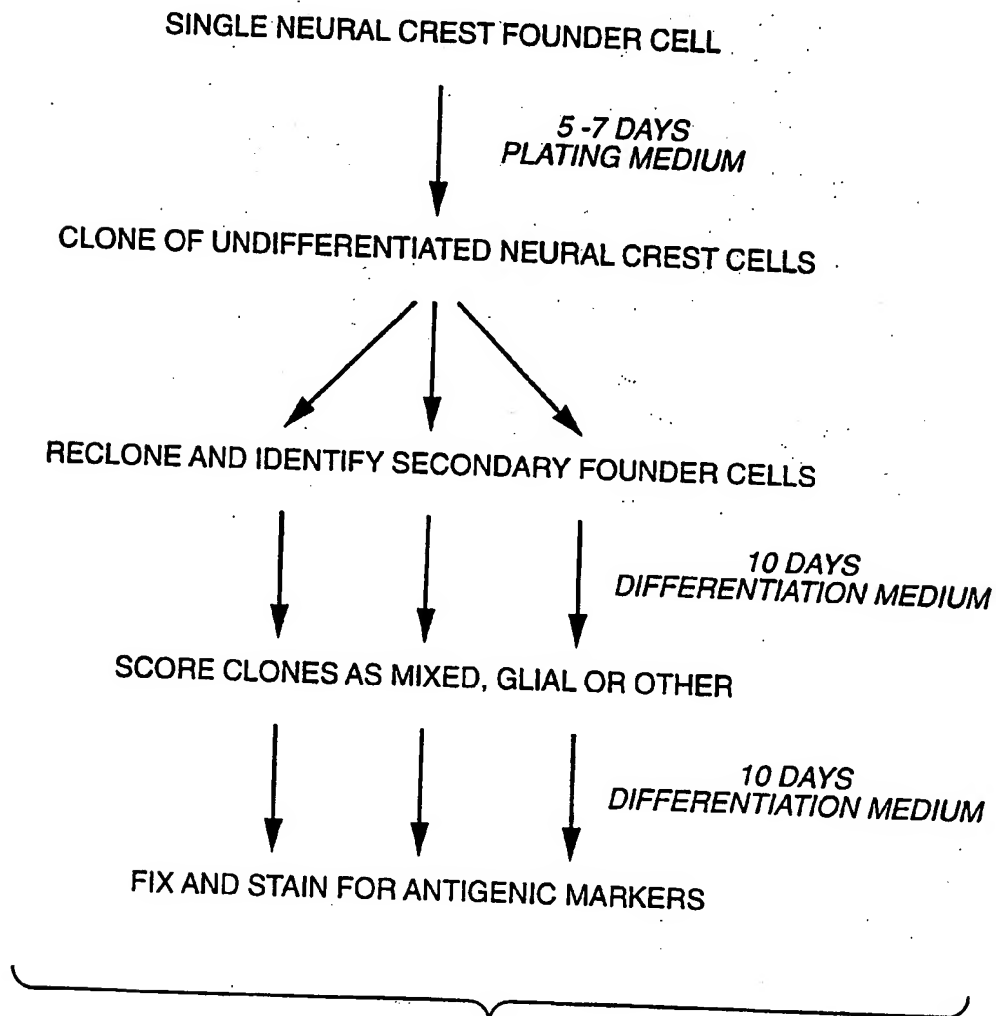 SINGLE NEURAL CREST FOUNDER CELL
5-7 DAYS
PLATING MEDIUM
CLONE OF UNDIFFERENTIATED NEURAL CREST CELLS
RECLONE AND IDENTIFY SECONDARY FOUNDER CELLS
10 DAYS
DIFFERENTIATION MEDIUM
SCORE CLONES AS MIXED, GLIAL OR OTHER
10 DAYS
DIFFERENTIATION MEDIUM
FIX AND STAIN FOR ANTIGENIC MARKERS